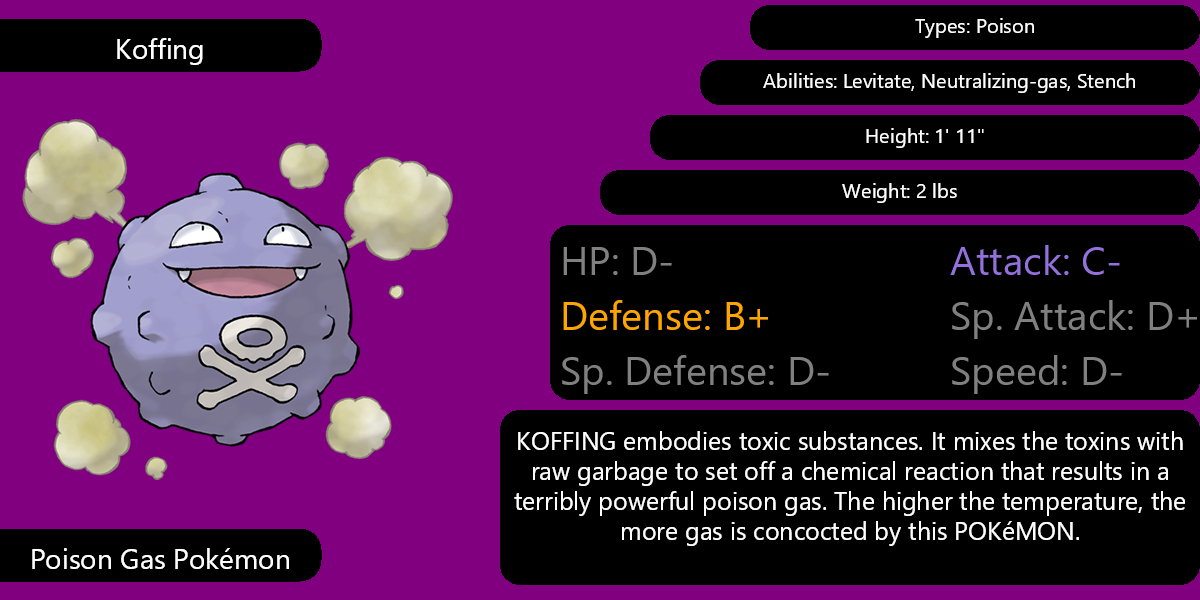 Koffing
Types: Poison
Abilities: Levitate, Neutralizing-gas, Stench
Height: 1' 11"
Weight: 2 lbs
HP: D-
Attack: C-
Defense: B+
Sp. Attack: D+
Sp. Defense: D-
Speed: D-
KOFFING embodies toxic substances. It mixes the toxins with
raw garbage to set off a chemical reaction that results in a
terribly powerful poison gas. The higher the temperature, the
more gas is concocted by this POKéMON.
Poison Gas Pokémon